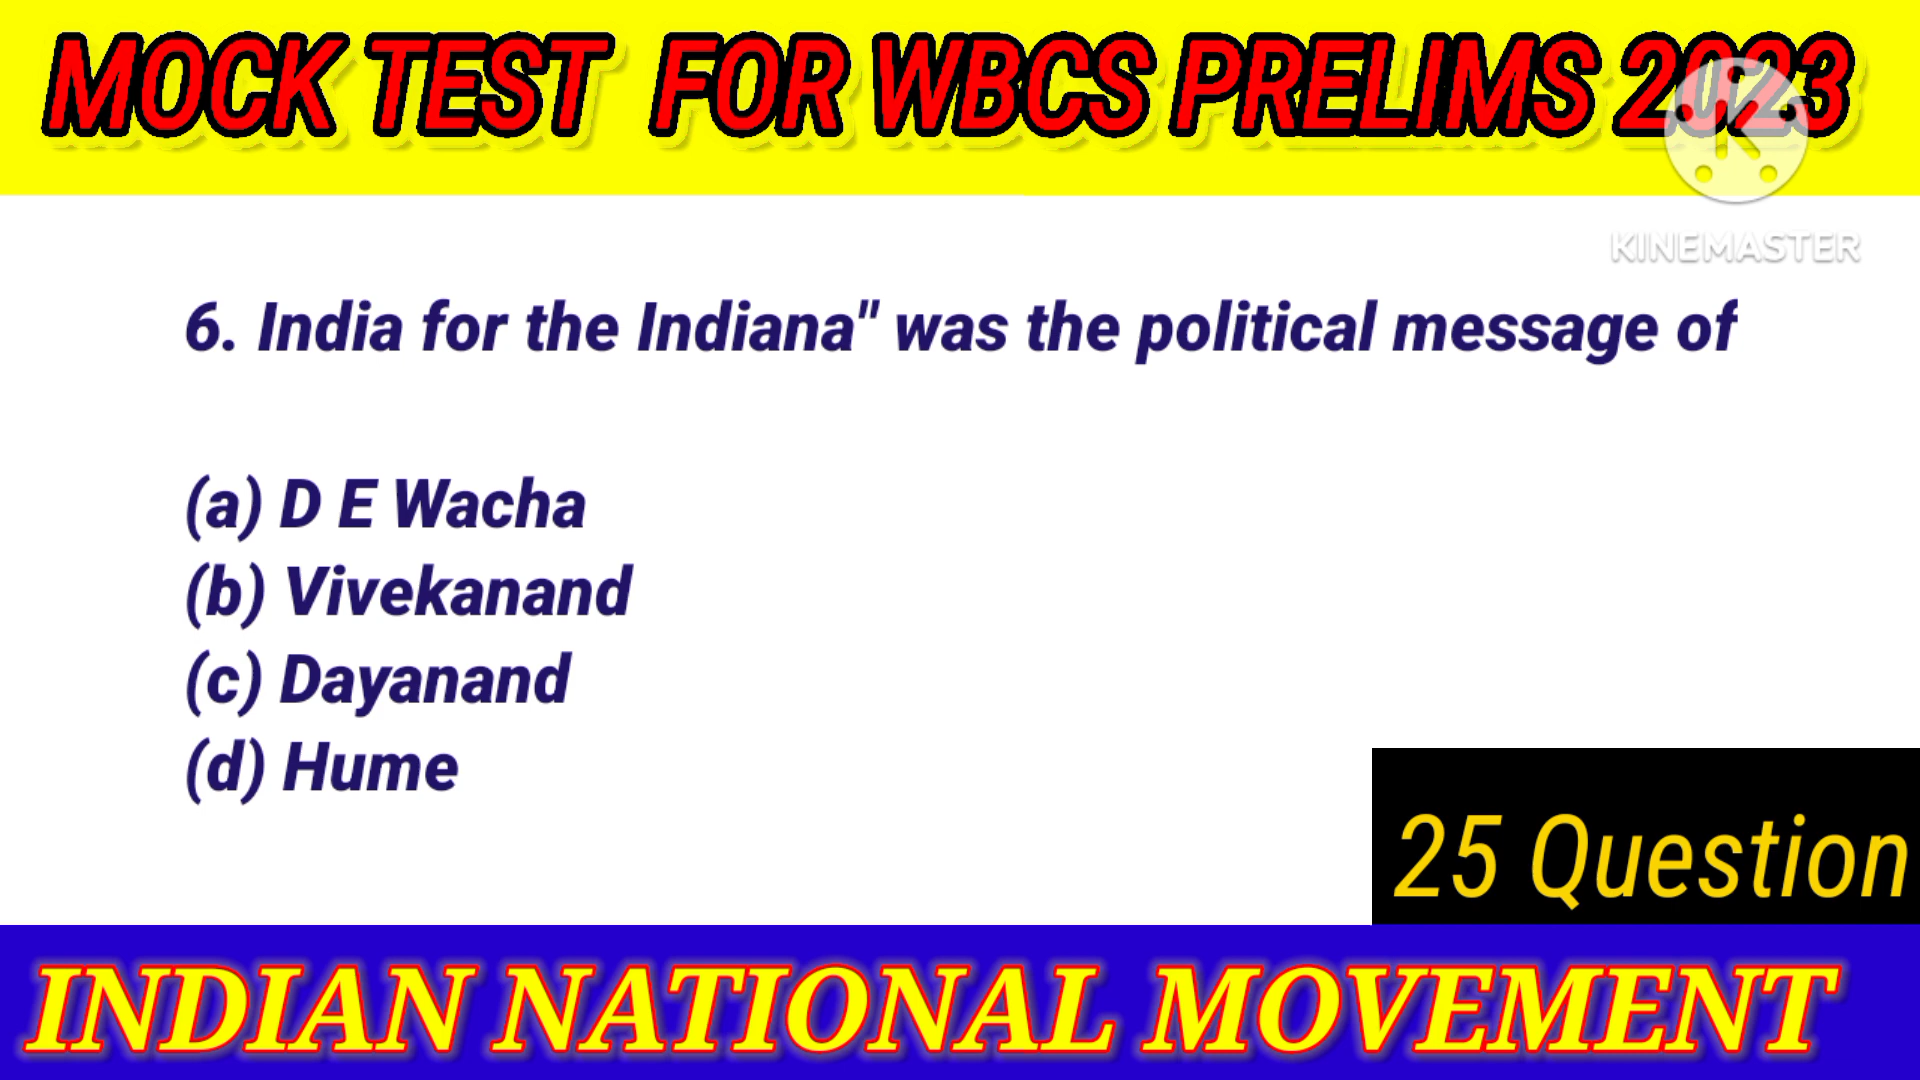 MOCK TEST FOR WBCS PRELIMS 2023
KINEMASTER
6. India for the Indiana" was the political message of
(a) D E Wacha
(b) Vivekanand
(c) Dayanand
(d) Hume
25 Question
INDIAN NATIONAL MOVEMENT